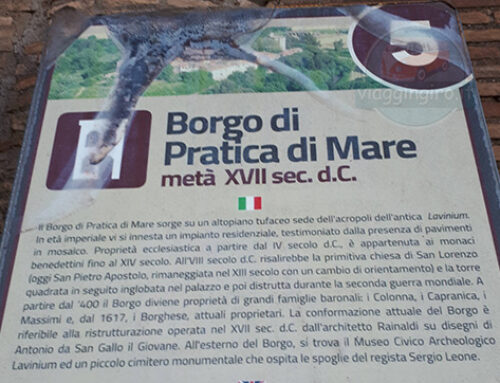 5
viaggingiro
Borgo di
Pratica di Mare
metà XVII sec. d.C.
Il Borgo di Pratica di Mare sorge su un altopiano tufaceo sede dell'acropoli dell'antica Lavinium.
In età imperiale vi si innesta un impianto residenziale, testimoniato dalla presenza di pavimenti
in mosaico. Proprietà ecclesiastica a partire dal IV secolo d.C., è appartenuta ai monaci
benedettini fino al XIV secolo. All'VIII secolo d.C. risalirebbe la primitiva chiesa di San Lorenzo
(oggi San Pietro Apostolo, rimaneggiata nel XIII secolo con un cambio di orientamento) e la torre
quadrata in seguito inglobata nel palazzo e poi distrutta durante la seconda guerra mondiale. A
partire dal '400 il Borgo diviene proprietà di grandi famiglie baronali: i Colonna, i Capranica, i
Massimi e, dal 1617, i Borghese, attuali proprietari. La conformazione attuale del Borgo è
riferibile alla ristrutturazione operata nel XVII sec. d.C. dall'architetto Rainaldi su disegni di
Antonio da San Gallo il Giovane. All'esterno del Borgo, si trova il Museo Civico Archeologico
Lavinium ed un piccolo cimitero monumentale che ospita le spoglie del regista Sergio Leone.